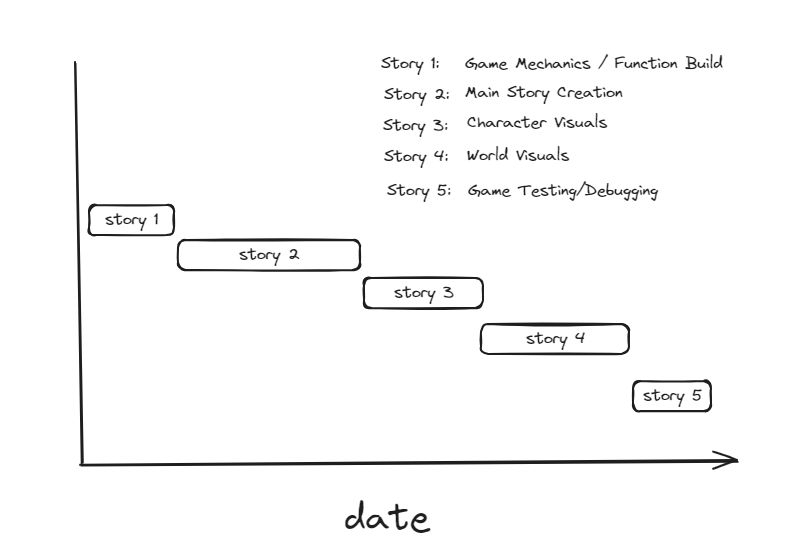 Story 1: Game Mechanics / Function Build
Story 2: Main Story Creation
Story 3: Character Visuals
Story 4: World Visuals
Story 5: Game Testing/Debugging
story 1
story 2
story 3
story 4
story 5
date